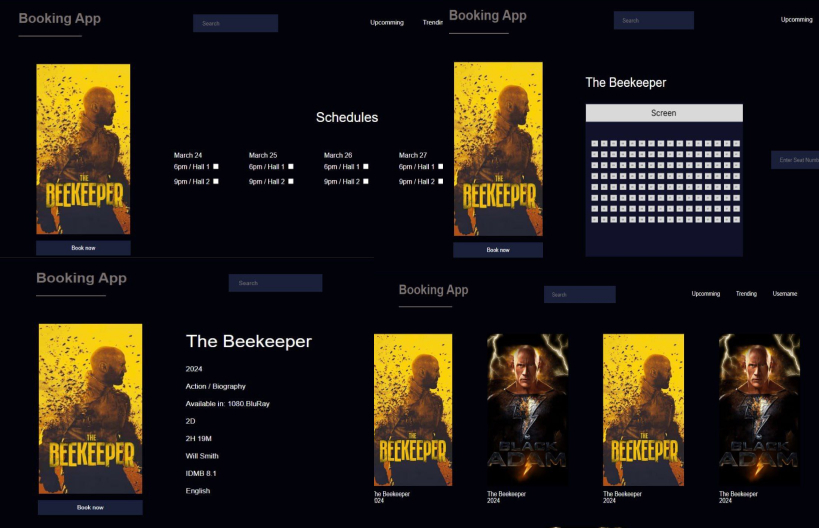 Booking App
Search
Upcomming
Trendir
Schedules
March 24
6pm / Hall 1
9pm / Hall 2
March 25
6pm / Hall 1
9pm / Hall 2
March 26
6pm / Hall 1
9pm / Hall 2
March 27
6pm / Hall 1
9pm / Hall 2
THE
BEEKEEPER
Book now
Booking App
Search
Upcomming
The Beekeeper
Screen
Enter Seat Numb
THE
BEEKEEPER
Book now
Booking App
Search
The Beekeeper
2024
Action / Biography
Available in: 1080 BluRay
2D
2H 19M
Will Smith
IDMB 8.1
English
THE
BEEKEEPER
Book now
Booking App
Search
Upcomming
Trending
Username
THE
BEEKEEPER
he Beekeeper
024
BLACK
ADAM
The Beekeeper
2024
THE
BEEKEEPER
The Beekeeper
2024
BLACK
ADAM
The Beekeeper
2024